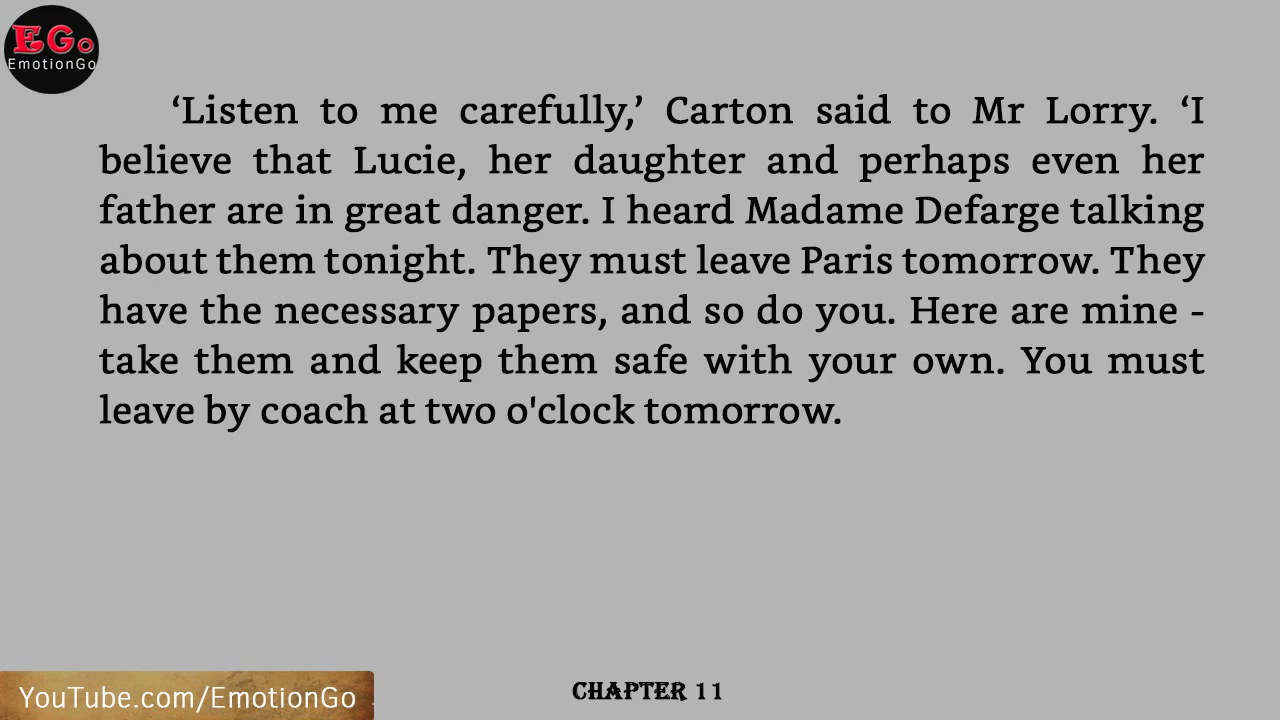 EGo
EmotionGo
‘Listen to me carefully,’ Carton said to Mr Lorry. ‘I
believe that Lucie, her daughter and perhaps even her
father are in great danger. I heard Madame Defarge talking
about them tonight. They must leave Paris tomorrow. They
have the necessary papers, and so do you. Here are mine -
take them and keep them safe with your own. You must
leave by coach at two o'clock tomorrow.
YouTube.com/EmotionGo
CHAPTER 11